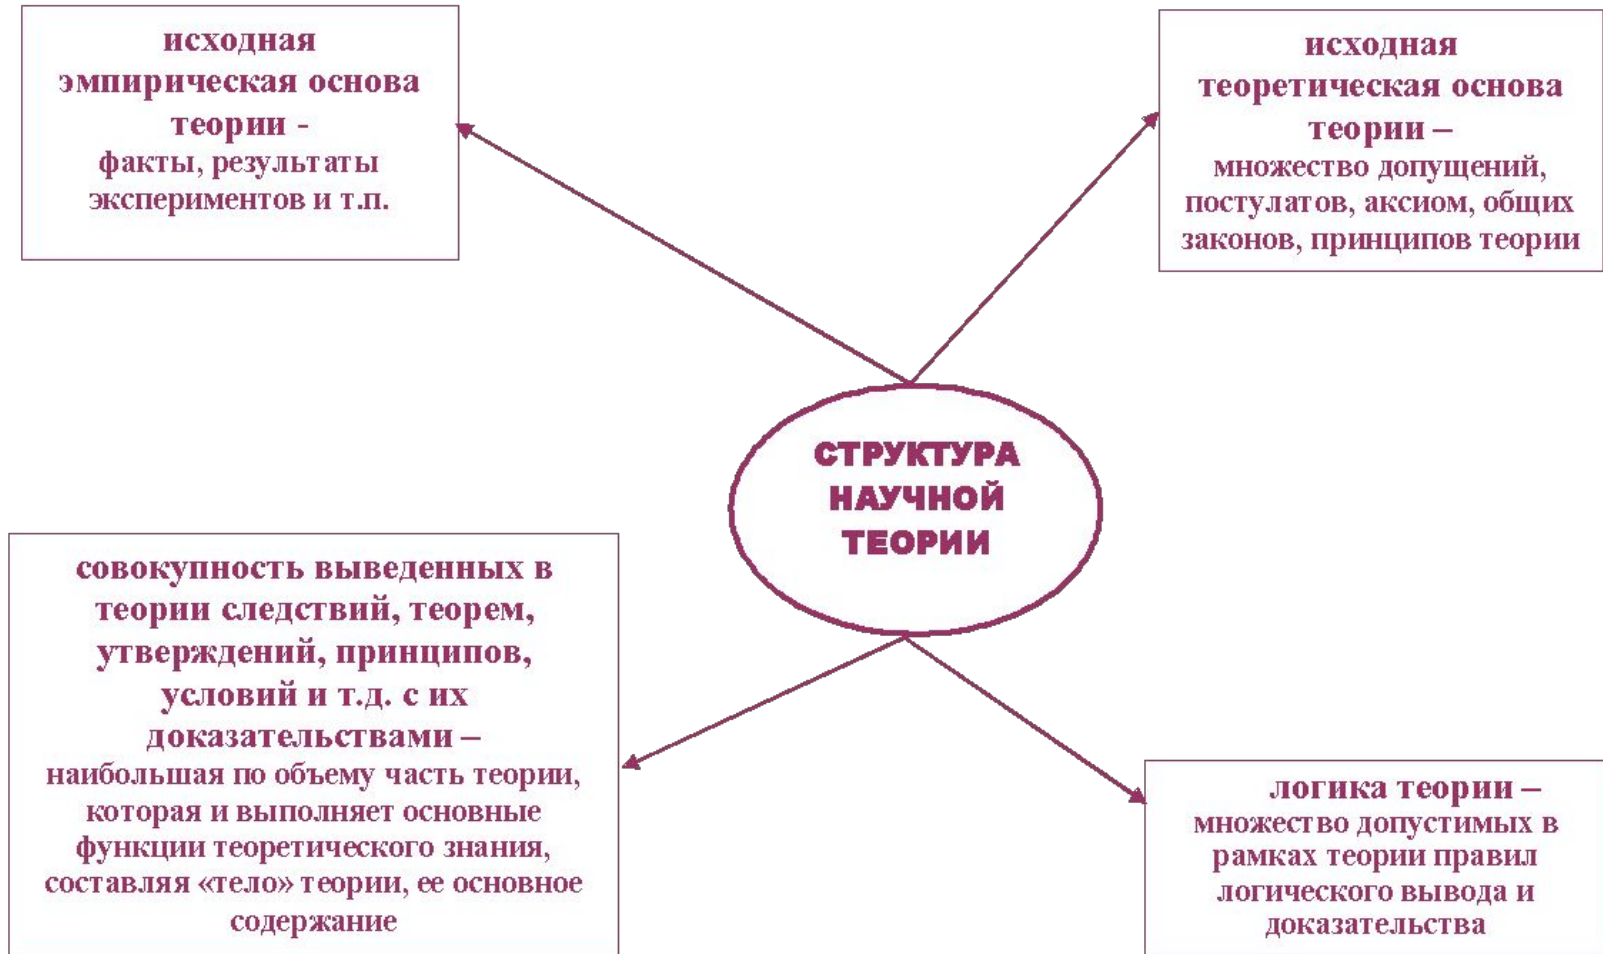 исходная
эмпирическая основа
теории -
факты, результаты
экспериментов и т.п.
исходная
теоретическая основа
теории –
множество допущений,
постулатов, аксиом, общих
законов, принципов теории
СТРУКТУРА
НАУЧНОЙ
ТЕОРИИ
совокупность выведенных в
теории следствий, теорем,
утверждений, принципов,
условий и т.д. с их
доказательствами –
наибольшая по объему часть теории,
которая и выполняет основные
функции теоретического знания,
составляя «тело» теории, ее основное
содержание
логика теории –
множество допустимых в
рамках теории правил
логического вывода и
доказательства